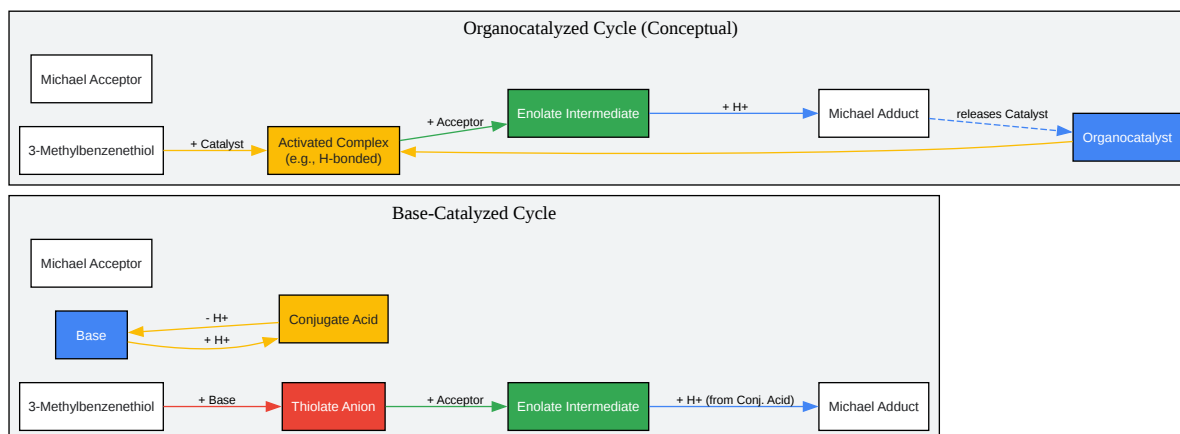 Organocatalyzed Cycle (Conceptual)
Michael Acceptor
3-Methylbenzenethiol
+ Catalyst
Activated Complex
(e.g., H-bonded)
+ Acceptor
Enolate Intermediate
+ H+
Michael Adduct
releases Catalyst
Organocatalyst
Base-Catalyzed Cycle
Michael Acceptor
Base
- H+
+ H+
Conjugate Acid
3-Methylbenzenethiol
+ Base
Thiolate Anion
+ Acceptor
Enolate Intermediate
+ H+ (from Conj. Acid)
Michael Adduct